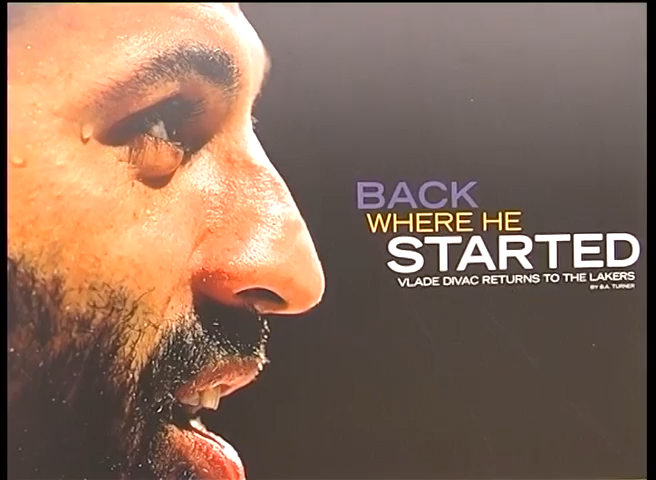 BACK
WHERE HE
STARTED
VLADE DIVAC RETURNS TO THE LAKERS
BY B.A. TURNER